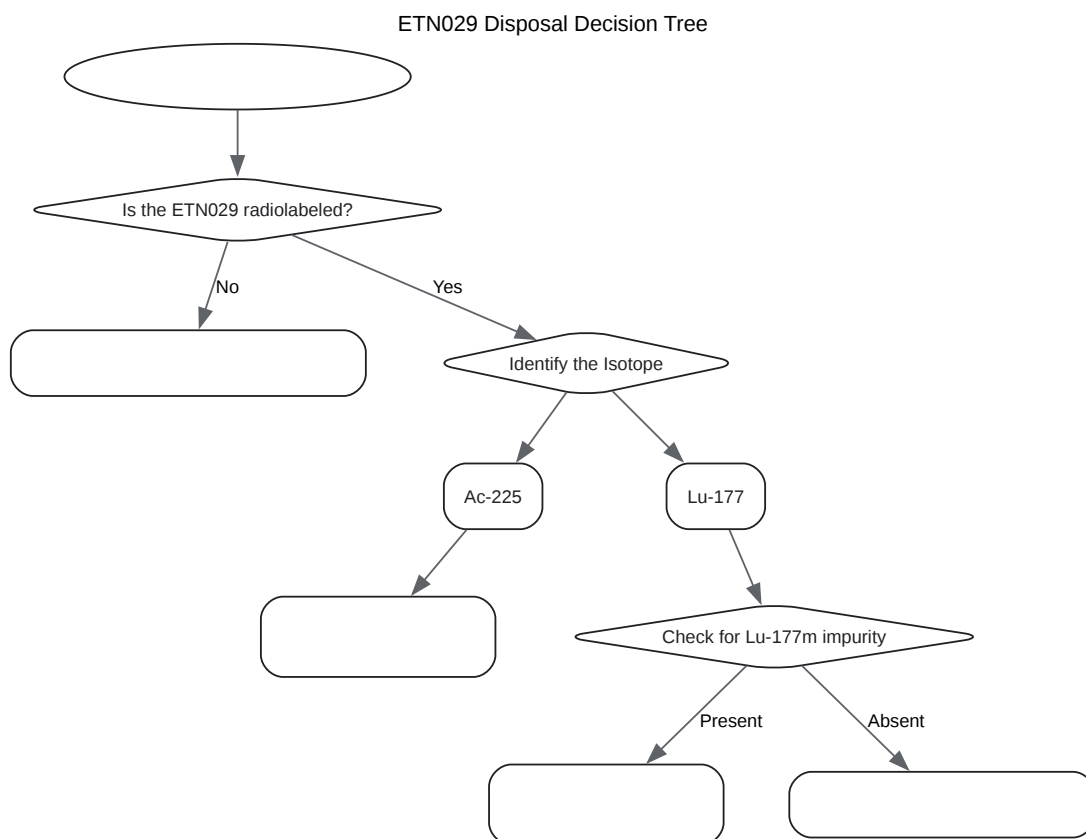 ETN029 Disposal Decision Tree
Is the ETN029 radiolabeled?
No
Yes
Identify the Isotope
Ac-225
Lu-177
Check for Lu-177m impurity
Present
Absent